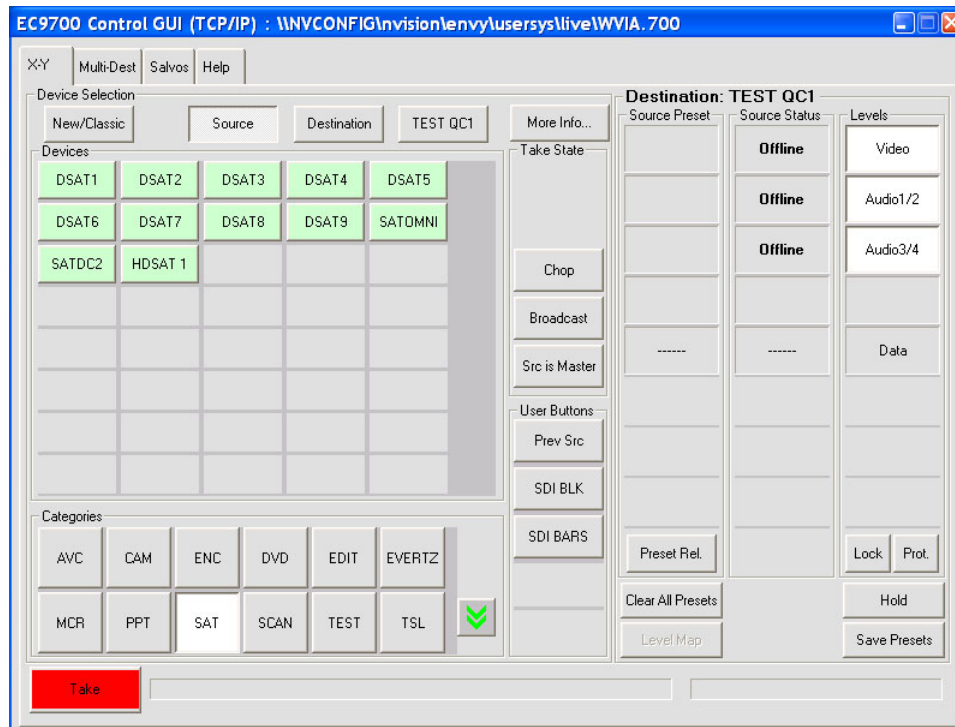 EC9700 Control GUI (TCP/IP) : \\NVCONFIG\nvision\envy\usersys\live\WVIA.700
X-Y Multi-Dest Salvos Help
Device Selection
New/Classic Source Destination TEST QC1 More Info...
Devices
DSAT1 DSAT2 DSAT3 DSAT4 DSAT5
DSAT6 DSAT7 DSAT8 DSAT9 SATOMNI
SATDC2 HDSAT 1
Categories
AVC CAM ENC DVD EDIT EVERTZ
MCR PPT SAT SCAN TEST TSL
Take State
Chop
Broadcast
Src is Master
User Buttons
Prev Src
SDI BLK
SDI BARS
Destination: TEST QC1
Source Preset Source Status Levels
Offline Video
Offline Audio1/2
Offline Audio3/4
------ ------ Data
Preset Rel. Lock Prot.
Clear All Presets Hold
Level Map Save Presets
Take